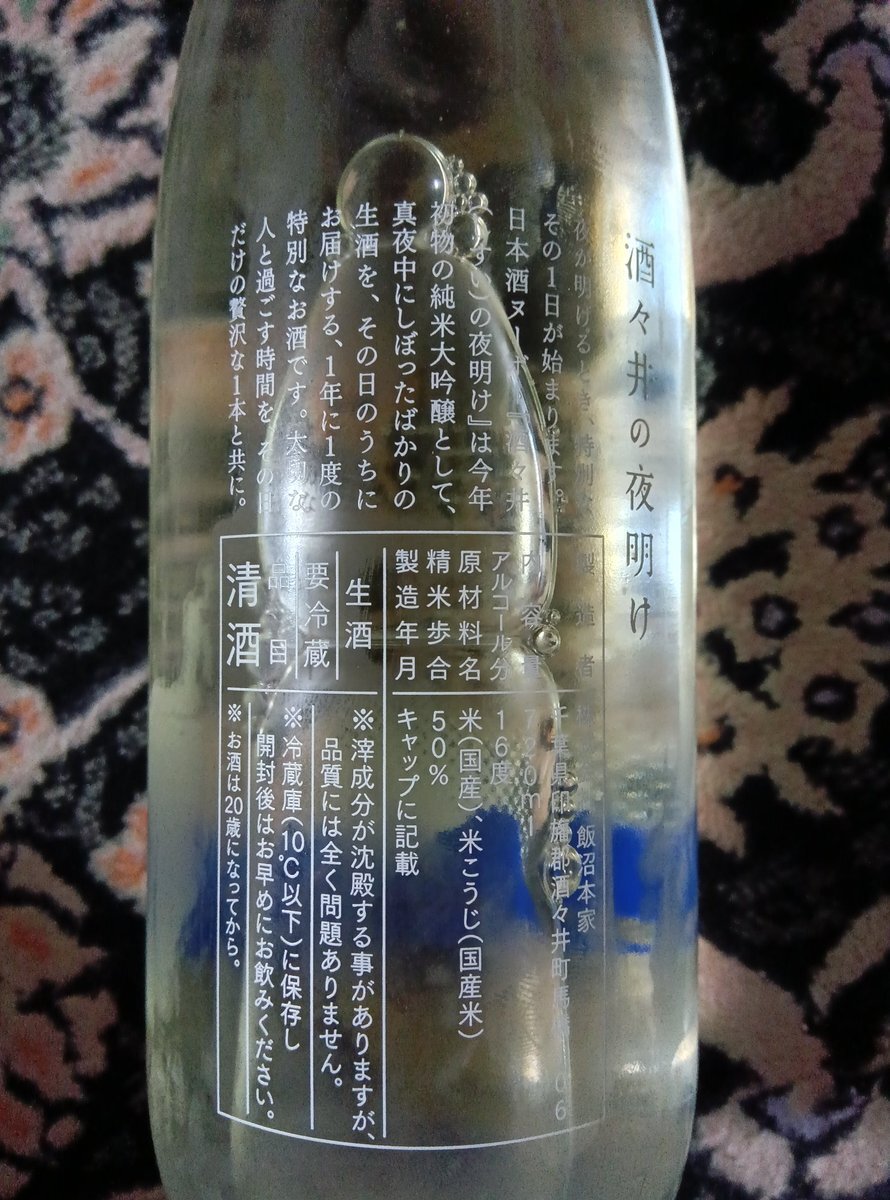 酒々井の夜明け
夜が明けるとき、特別な
その1日が始まります。
日本酒ヌーボー『酒々井
(しすい)の夜明け』は今年
初物の純米大吟醸として、
真夜中にしぼったばかりの
生酒を、その日のうちに
お届けする、1年に1度の
特別なお酒です。大切な
人と過ごす時間を、その日
だけの贅沢な1本と共に。
製造者 飯沼本家
千葉県印旛郡酒々井町馬橋
内容量 720ml
アルコール分 16度
原材料名 米(国産)、米こうじ(国産米)
精米歩合 50%
製造年月 キャップに記載
生酒
※滓成分が沈殿する事がありますが、
品質には全く問題ありません。
要冷蔵
※冷蔵庫(10℃以下)に保存し
開封後はお早めにお飲みください。
品目
清酒
※お酒は20歳になってから。